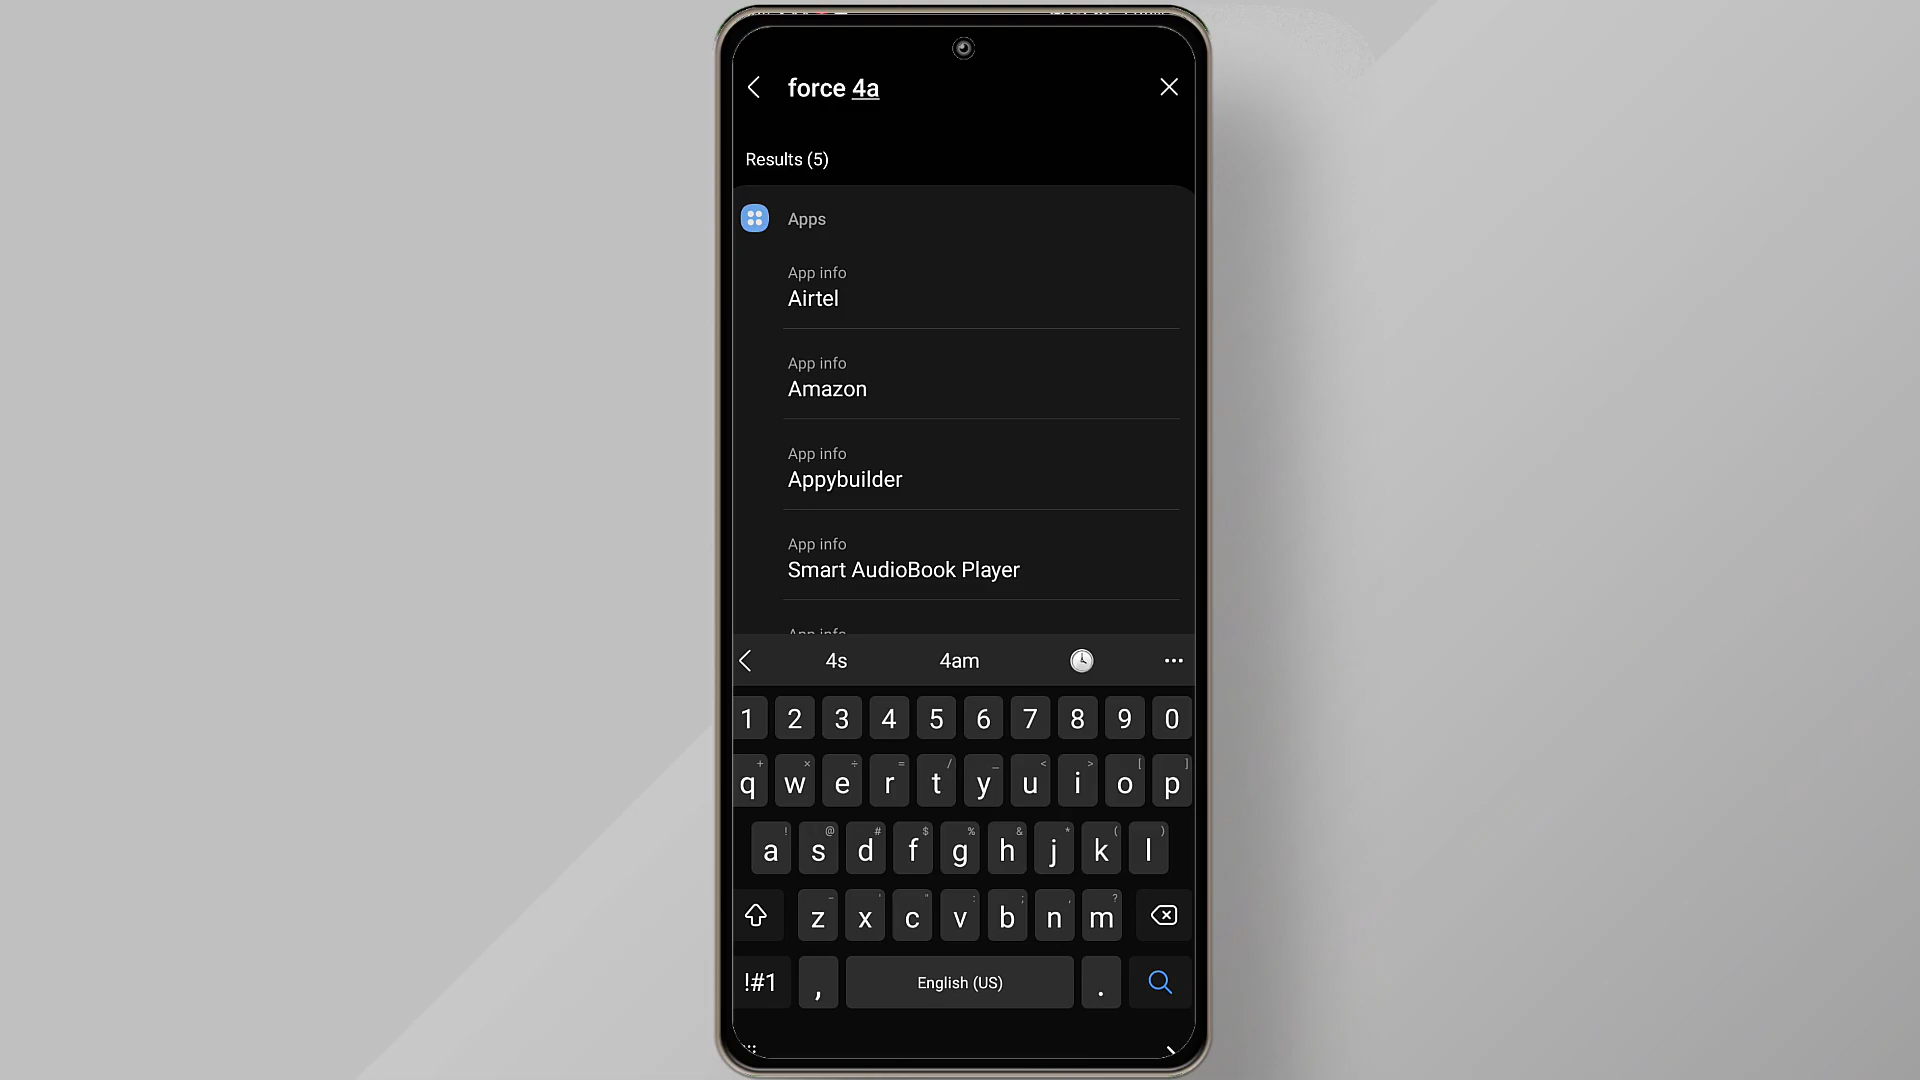 force 4a
Results (5)
Apps
App info
Airtel
App info
Amazon
App info
Appybuilder
App info
Smart AudioBook Player
App info
4s 4am
1 2 3 4 5 6 7 8 9 0
+ × ÷ = / _ < > [ ]
q w e r t y u i o p
! @ # $ % & * ( )
a s d f g h j k l
- ' " : ; , ?
z x c v b n m
!#1 , English (US) .